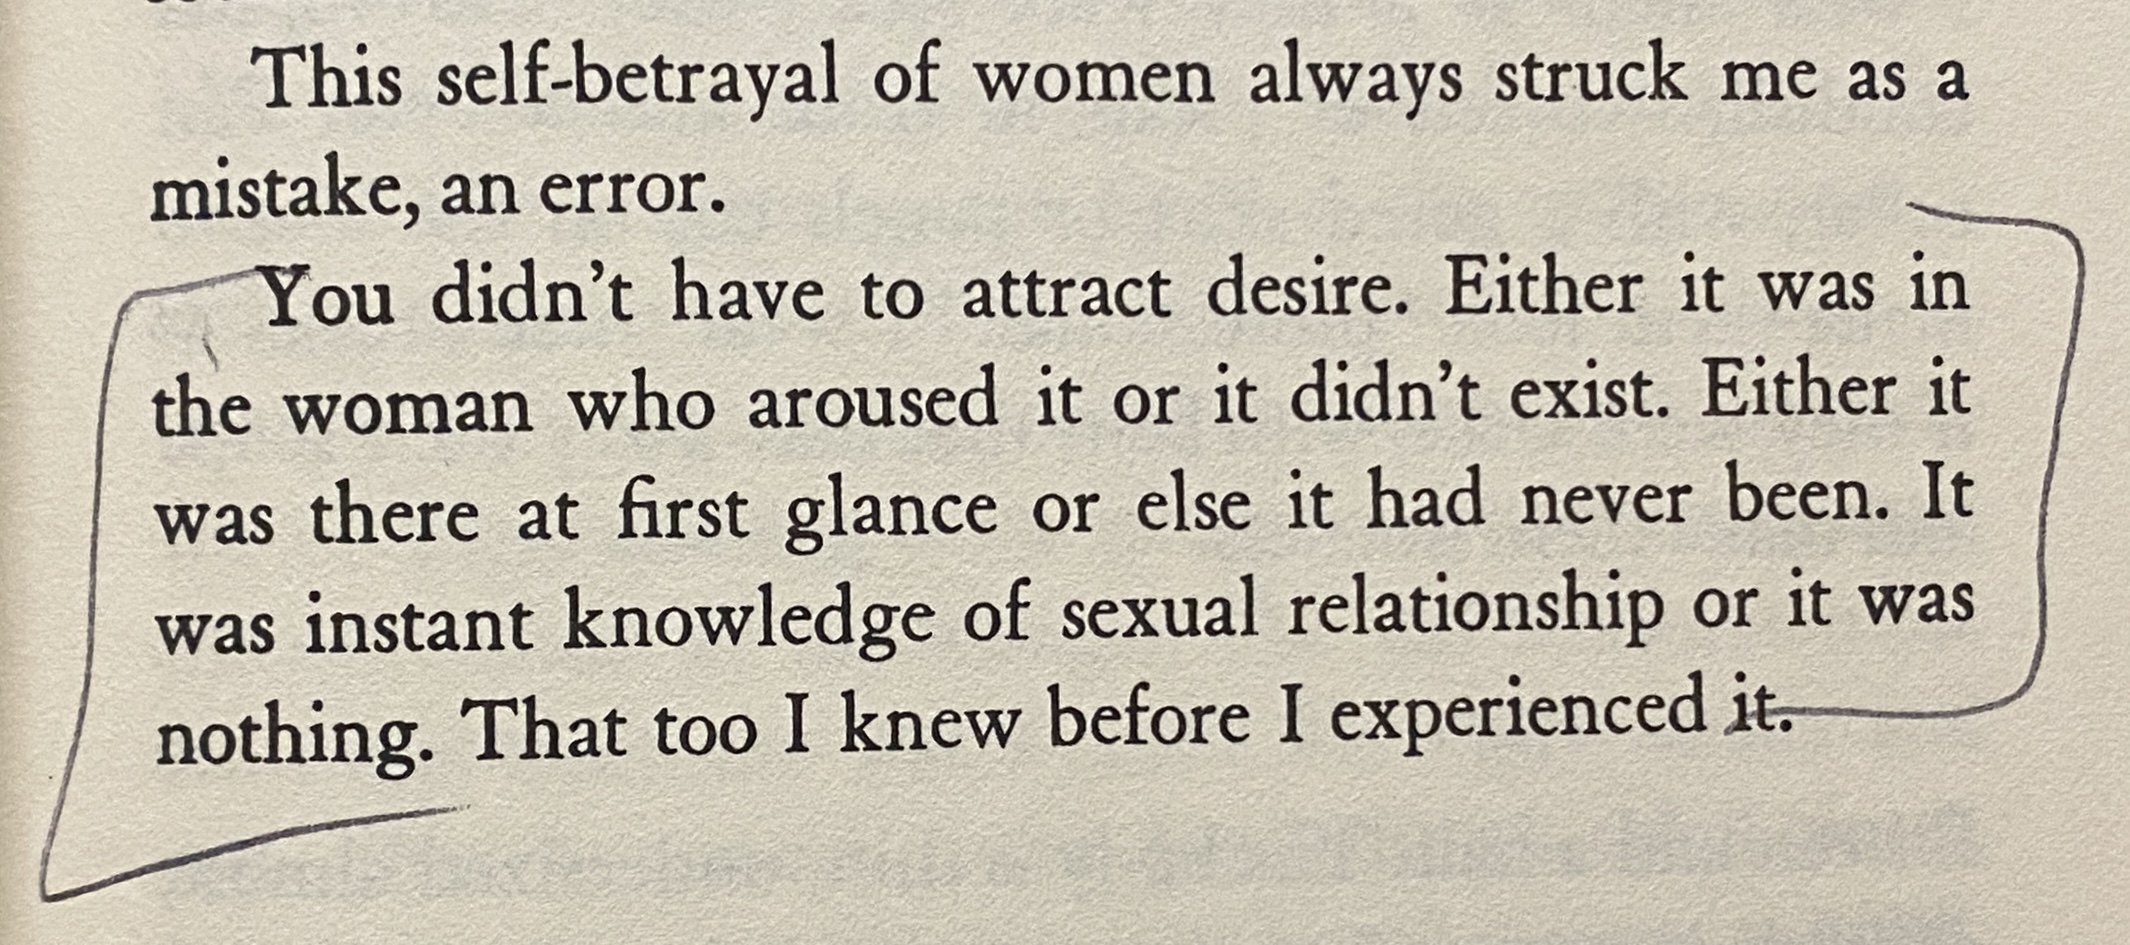 This self-betrayal of women always struck me as a
mistake, an error.
You didn't have to attract desire. Either it was in
the woman who aroused it or it didn't exist. Either it
was there at first glance or else it had never been. It
was instant knowledge of sexual relationship or it was
nothing. That too I knew before I experienced it.